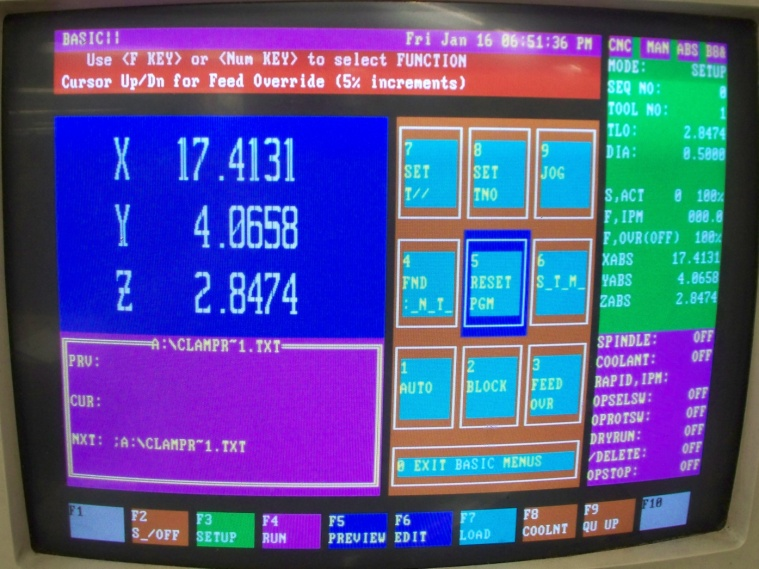 BASIC!!
Fri Jan 16 06:51:36 PM
Use <F KEY> or <Num KEY> to select FUNCTION
Cursor Up/Dn for Feed Override (5% increments)
CNC MAN ABS
MODE: SETUP
SEQ NO: 0
TOOL NO: 1
TLO: 2.8474
DIA: 0.5000
S,ACT 0 100%
F,IPM 000.0
F,OVR(OFF) 100%
XABS 17.4131
YABS 4.0658
ZABS 2.8474
SPINDLE: OFF
COOLANT: OFF
RAPID,IPM:
OPSELSW: OFF
OPROTSW: OFF
DRYRUN: OFF
/DELETE: OFF
OPSTOP: OFF
X 17.4131
Y 4.0658
Z 2.8474
A:\CLAMPR~1.TXT
PRV:
CUR:
NXT: ;A:\CLAMPR~1.TXT
7
SET
T//
8
SET
TNO
9
JOG
4
FND
:_N_T_
5
RESET
PGM
6
S_T_M_
1
AUTO
2
BLOCK
3
FEED
OVR
0 EXIT BASIC MENUS
F1
F2
S_/OFF
F3
SETUP
F4
RUN
F5
PREVIEW
F6
EDIT
F7
LOAD
F8
COOLNT
F9
QU UP
F10